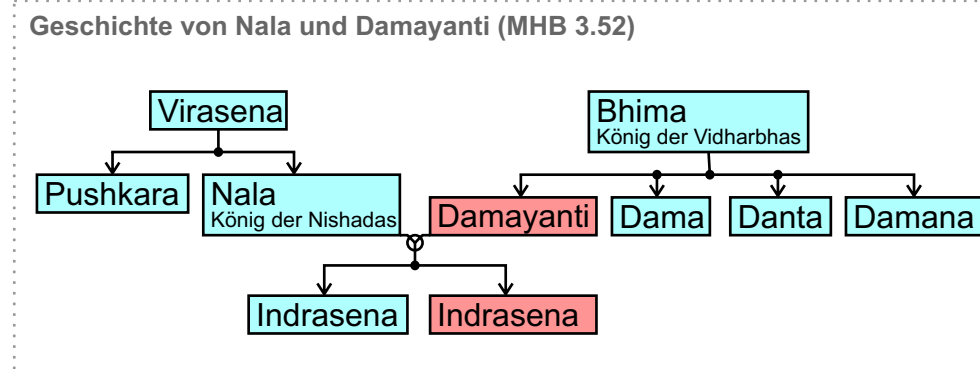 Geschichte von Nala und Damayanti (MHB 3.52)
Virasena
Bhima
König der Vidharbhas
Pushkara
Nala
König der Nishadas
Damayanti
Dama
Danta
Damana
Indrasena
Indrasena